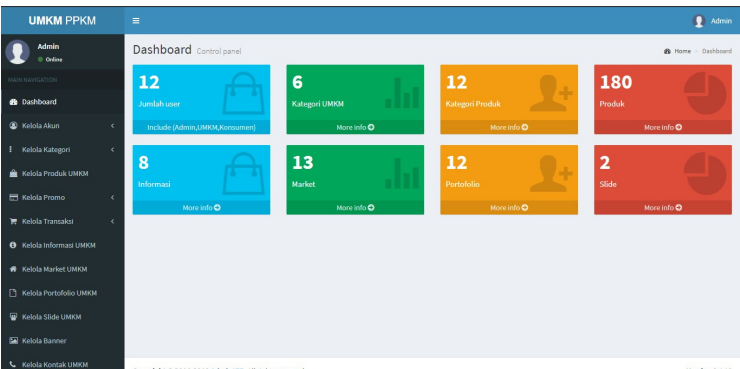 UMKM PPKM
Admin
Admin
Online
MAIN NAVIGATION
Dashboard
Kelola Akun
Kelola Kategori
Kelola Produk UMKM
Kelola Promo
Kelola Transaksi
Kelola Informasi UMKM
Kelola Market UMKM
Kelola Portofolio UMKM
Kelola Slide UMKM
Kelola Banner
Kelola Kontak UMKM
Dashboard Control panel
Home > Dashboard
12
Jumlah user
Include (Admin,UMKM,Konsumen)
6
Kategori UMKM
More info
12
Kategori Produk
More info
180
Produk
More info
8
Informasi
More info
13
Market
More info
12
Portofolio
More info
2
Slide
More info